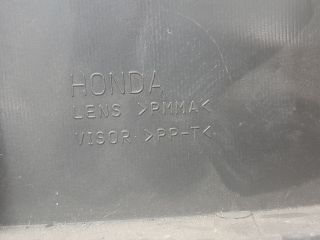 HONDA
LENS >PMMA<
VISOR >PP-T<